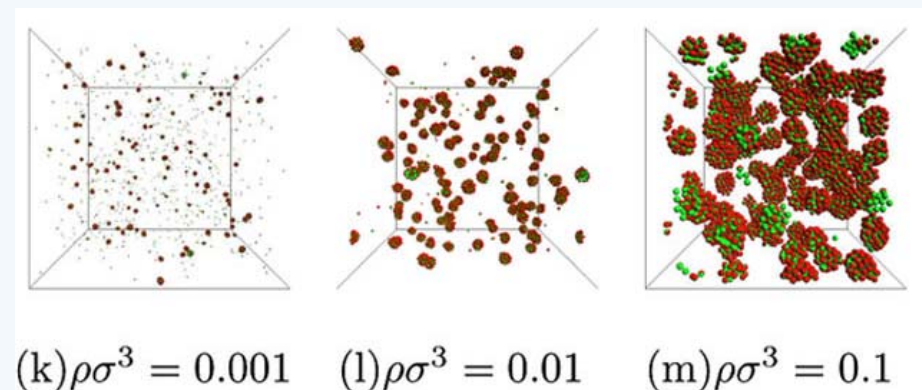 (k)ρσ³ = 0.001 (l)ρσ³ = 0.01 (m)ρσ³ = 0.1